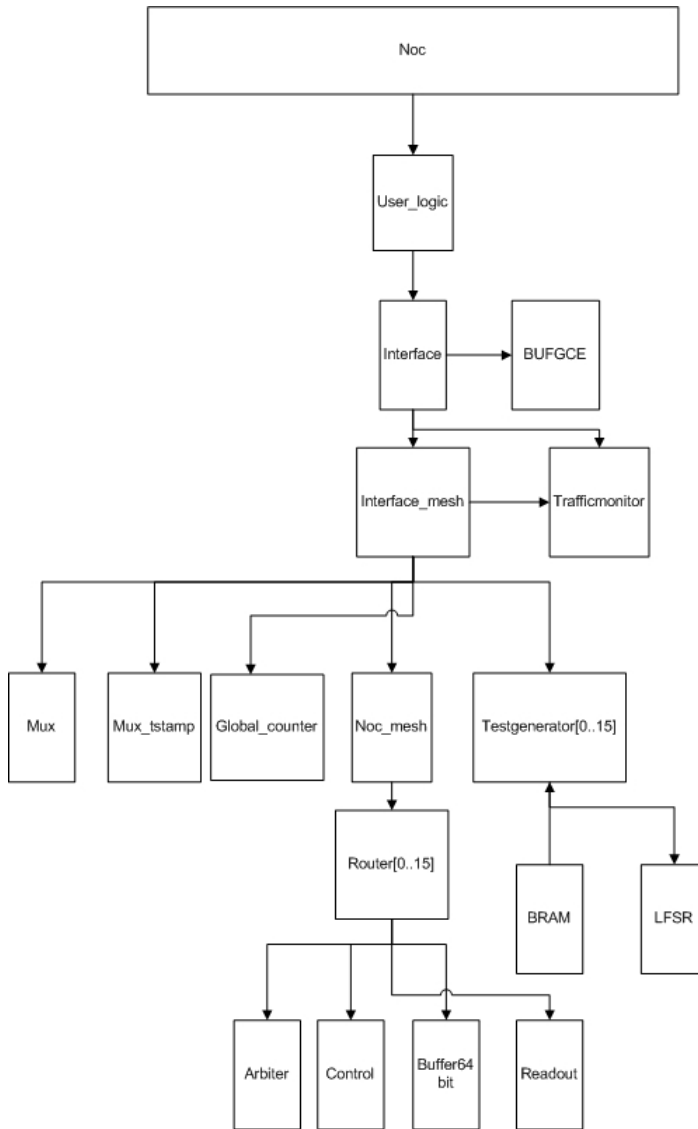 Noc
User_logic
Interface
BUFGCE
Interface_mesh
Trafficmonitor
Mux
Mux_tstamp
Global_counter
Noc_mesh
Testgenerator[0..15]
Router[0..15]
BRAM
LFSR
Arbiter
Control
Buffer64
bit
Readout